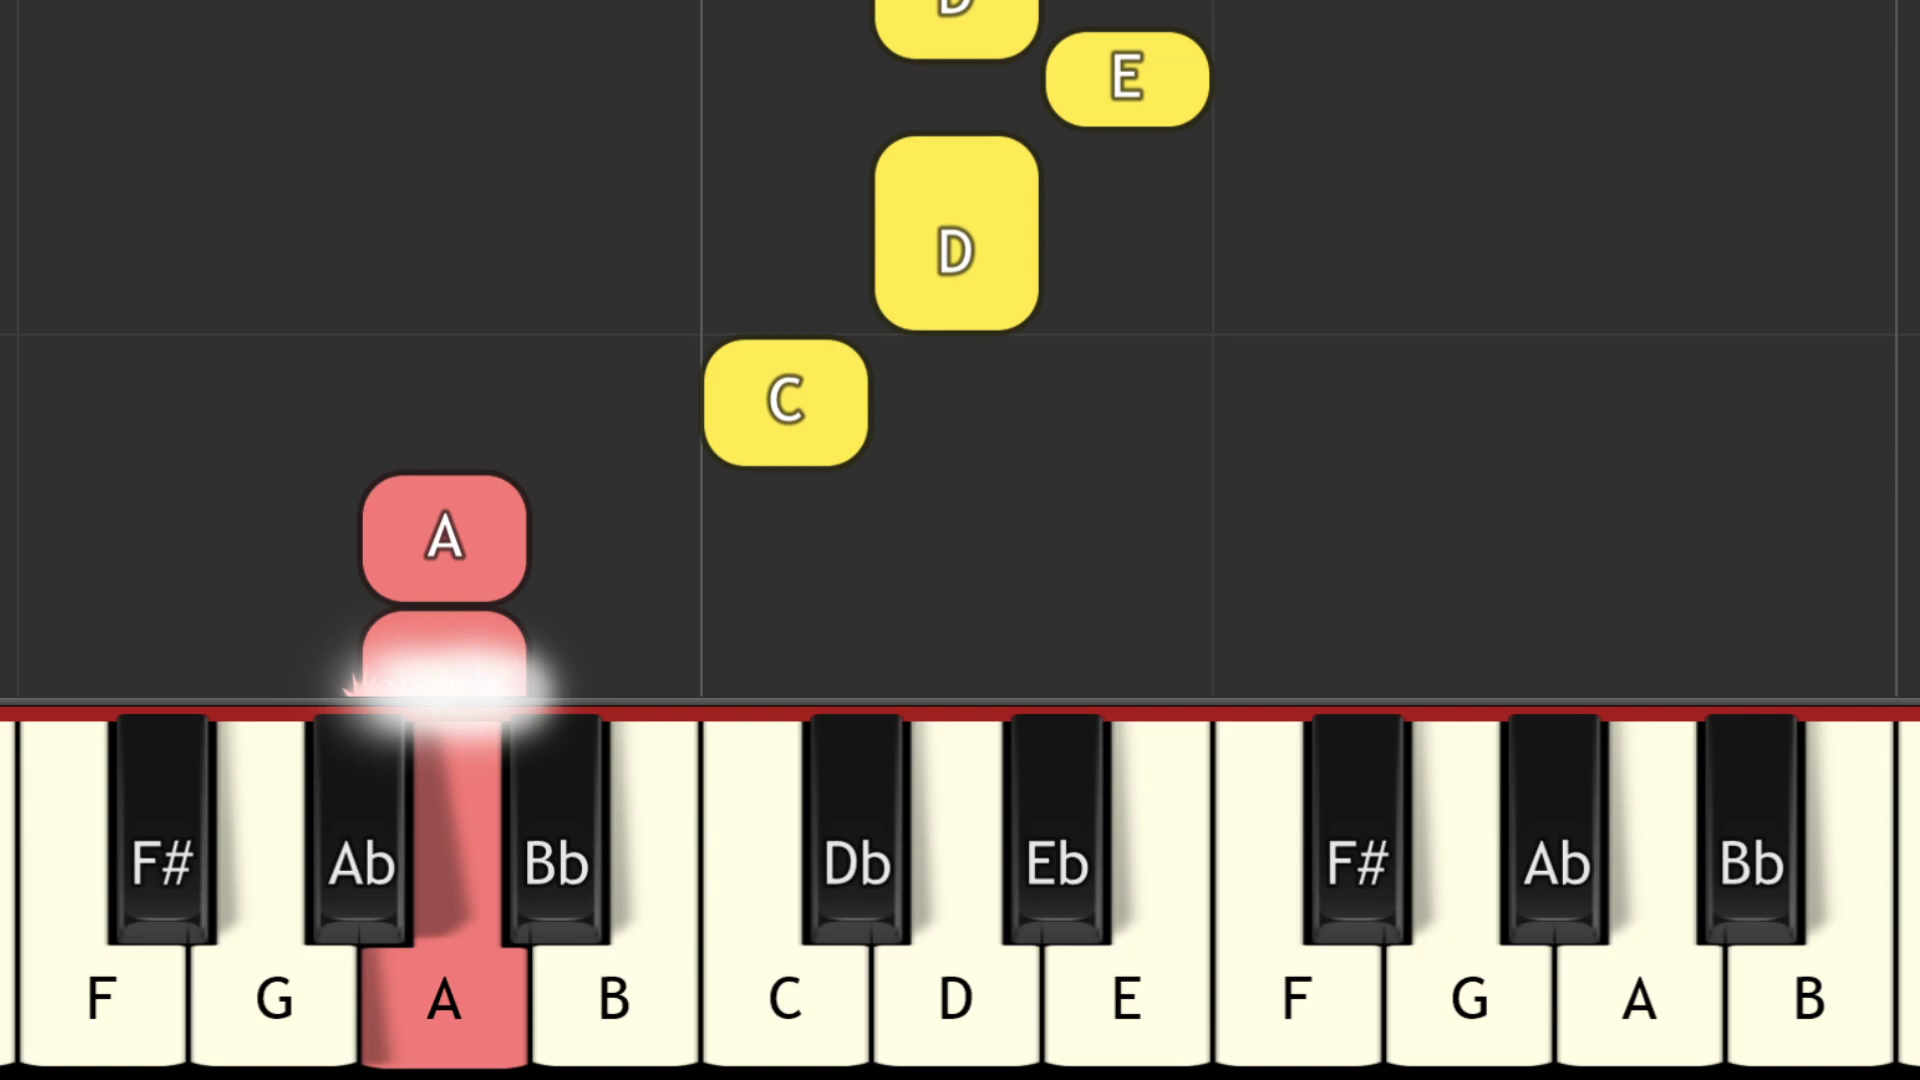 D
E
D
C
A
F# Ab Bb Db Eb F# Ab Bb
F G A B C D E F G A B